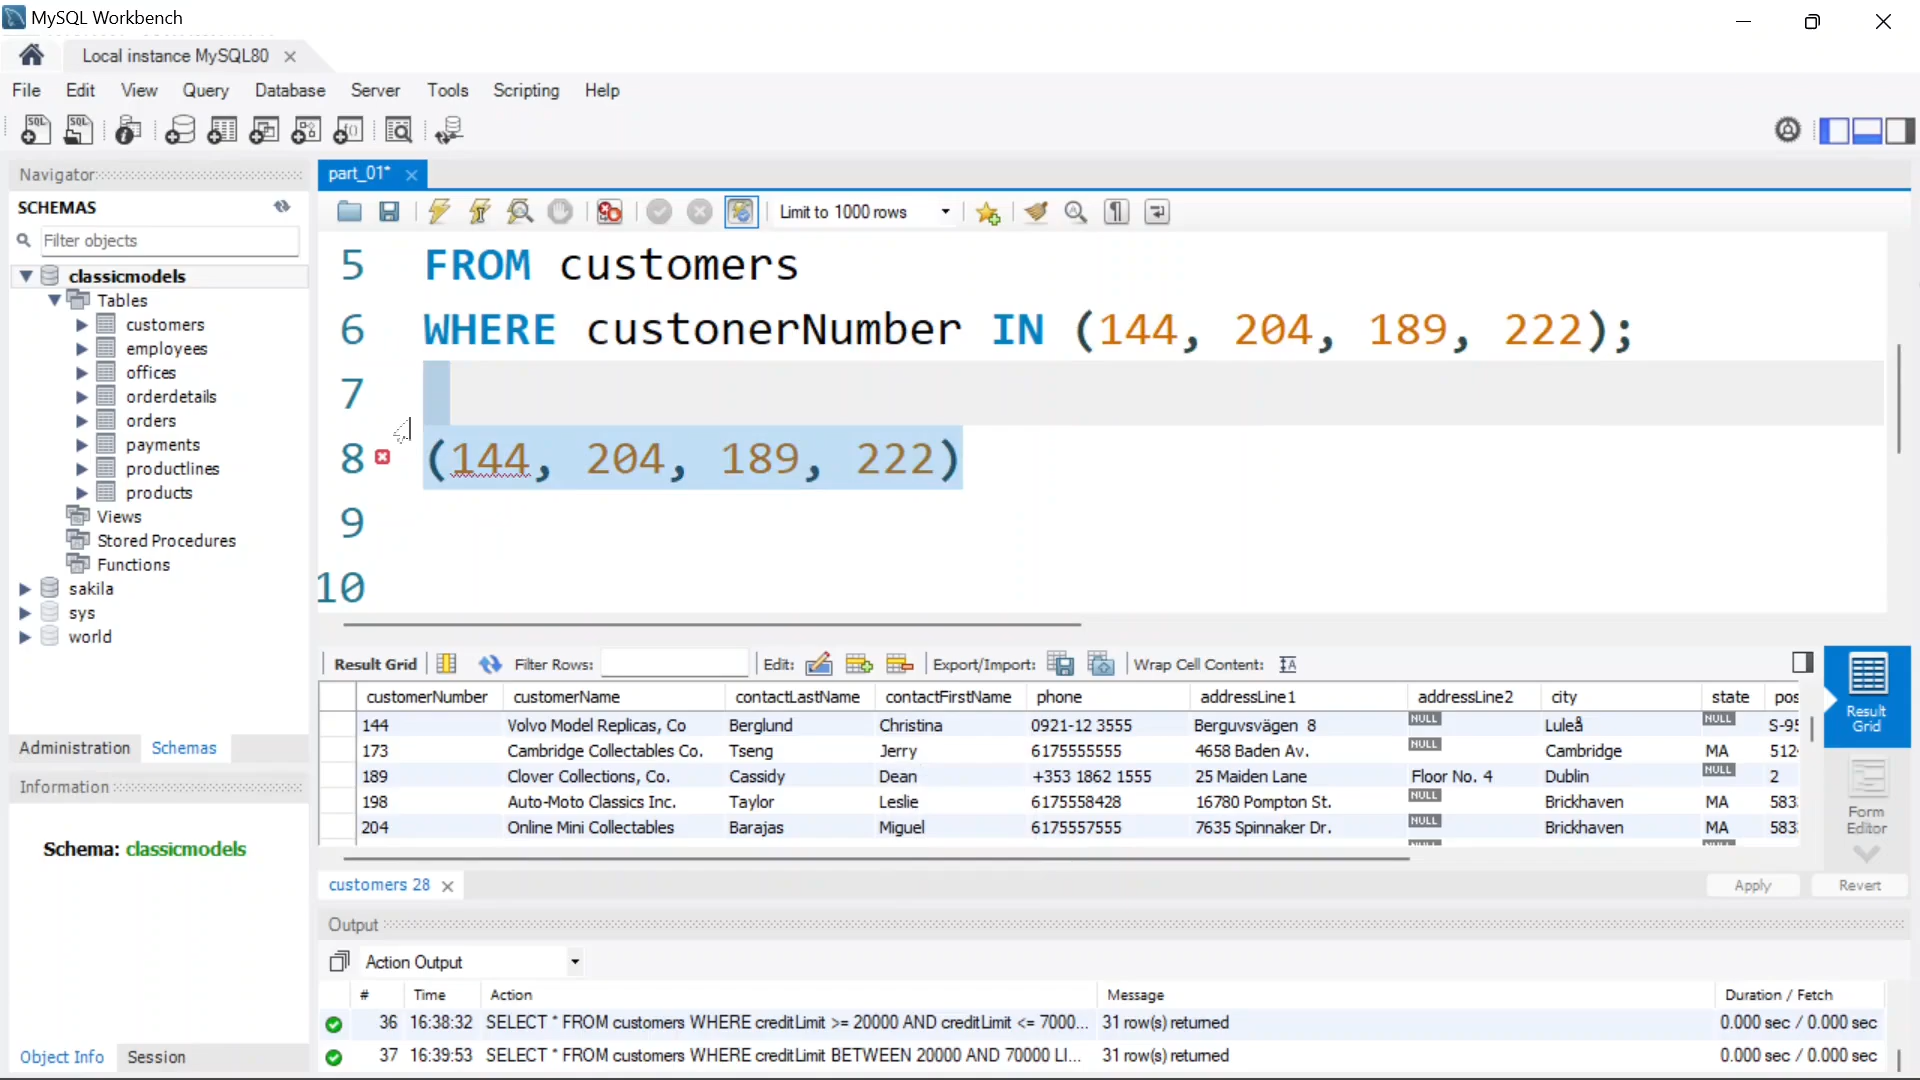 MySQL Workbench
Local instance MySQL80
File Edit View Query Database Server Tools Scripting Help
Navigator
part_01*
SCHEMAS
Limit to 1000 rows
Filter objects
classicmodels
Tables
customers
employees
offices
orderdetails
orders
payments
productlines
products
Views
Stored Procedures
Functions
sakila
sys
world
5 FROM customers
6 WHERE custonerNumber IN (144, 204, 189, 222);
7
8 (144, 204, 189, 222)
9
10
Administration Schemas
Information
Schema: classicmodels
Object Info Session
Result Grid Filter Rows: Edit: Export/Import: Wrap Cell Content:
customerNumber customerName contactLastName contactFirstName phone addressLine1 addressLine2 city state pos
144 Volvo Model Replicas, Co Berglund Christina 0921-12 3555 Berguvsvägen 8 NULL Luleå NULL S-95
173 Cambridge Collectables Co. Tseng Jerry 6175555555 4658 Baden Av. NULL Cambridge MA 512
189 Clover Collections, Co. Cassidy Dean +353 1862 1555 25 Maiden Lane Floor No. 4 Dublin NULL 2
198 Auto-Moto Classics Inc. Taylor Leslie 6175558428 16780 Pompton St. NULL Brickhaven MA 583
204 Online Mini Collectables Barajas Miguel 6175557555 7635 Spinnaker Dr. NULL Brickhaven MA 583
Result Grid
Form Editor
customers 28
Apply Revert
Output
Action Output
# Time Action Message Duration / Fetch
36 16:38:32 SELECT * FROM customers WHERE creditLimit >= 20000 AND creditLimit <= 7000... 31 row(s) returned 0.000 sec / 0.000 sec
37 16:39:53 SELECT * FROM customers WHERE creditLimit BETWEEN 20000 AND 70000 LI... 31 row(s) returned 0.000 sec / 0.000 sec